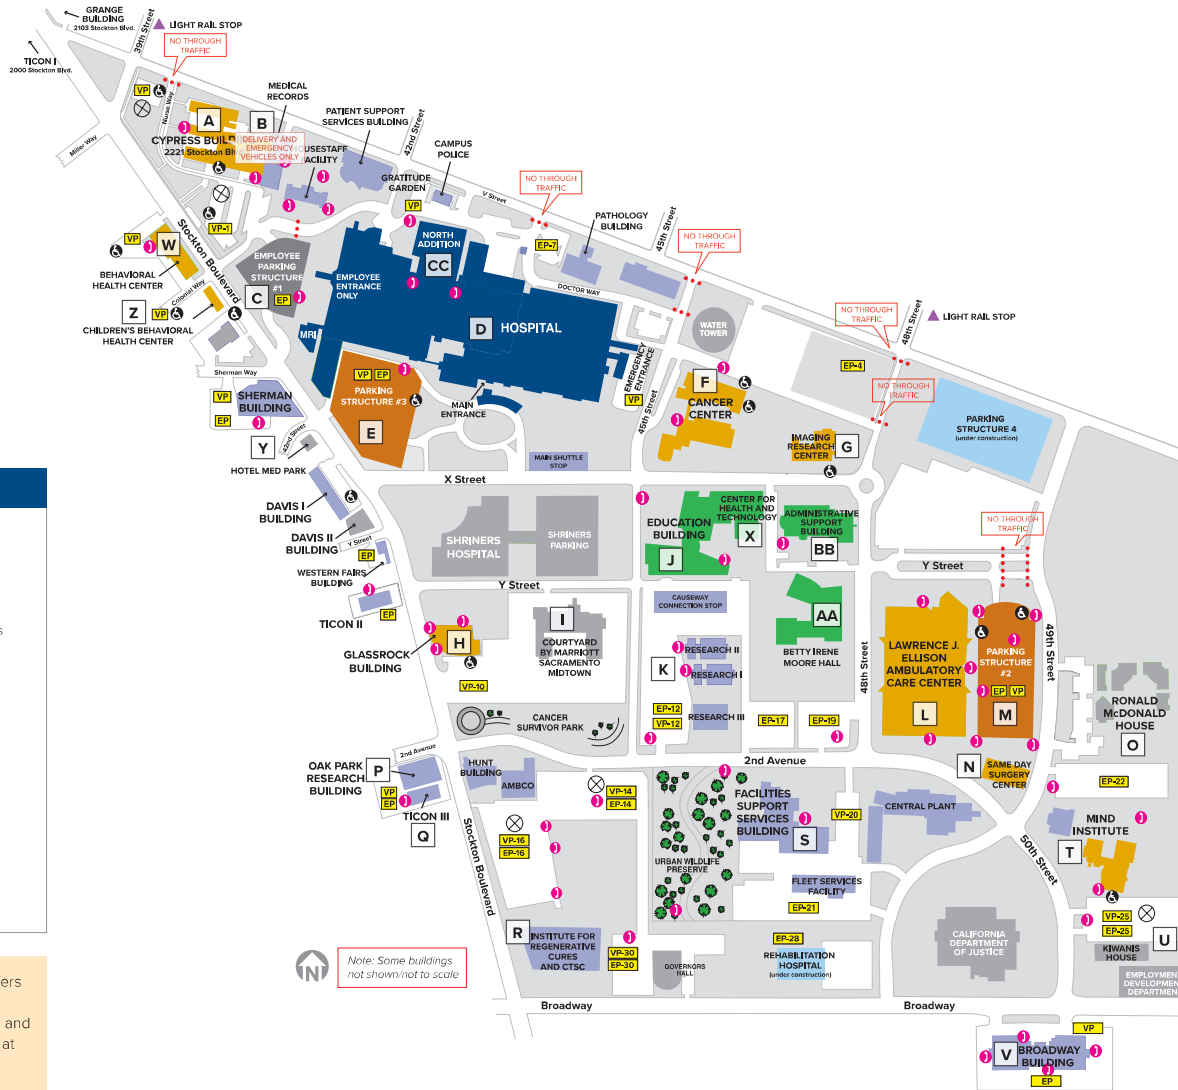 GRANGE
BUILDING
2103 Stockton Blvd.
39th Street
LIGHT RAIL STOP
NO THROUGH
TRAFFIC
TICON I
2000 Stockton Blvd.
VP
Nurse Way
MEDICAL
RECORDS
PATIENT SUPPORT
SERVICES BUILDING
42nd Street
CAMPUS
POLICE
A
B
CYPRESS BUILD
2221 Stockton Blv
DELIVERY AND
EMERGENCY
VEHICLES ONLY
HOUSESTAFF
FACILITY
Miller Way
GRATITUDE
GARDEN
VP
V Street
NO THROUGH
TRAFFIC
VP-1
Stockton Boulevard
VP
W
BEHAVIORAL
HEALTH CENTER
Colonial Way
Z
VP
CHILDREN'S BEHAVIORAL
HEALTH CENTER
EMPLOYEE
PARKING
STRUCTURE
#1
C
EP
EMPLOYEE
ENTRANCE
ONLY
NORTH
ADDITION
CC
EP-7
PATHOLOGY
BUILDING
45th Street
NO THROUGH
TRAFFIC
DOCTOR WAY
D
HOSPITAL
MRI
WATER
TOWER
NO THROUGH
TRAFFIC
48th Street
LIGHT RAIL STOP
Sherman Way
VP
EP
SHERMAN
BUILDING
VP
EP
PARKING
STRUCTURE #3
E
MAIN
ENTRANCE
EMERGENCY
ENTRANCE
VP
45th Street
F
CANCER
CENTER
EP-4
NO THROUGH
TRAFFIC
PARKING
STRUCTURE 4
(under construction)
IMAGING
RESEARCH
CENTER
G
Y
42nd Street
HOTEL MED PARK
MAIN SHUTTLE
STOP
X Street
DAVIS I
BUILDING
DAVIS II
BUILDING
Y Street
EP
WESTERN FAIRS
BUILDING
SHRINERS
HOSPITAL
SHRINERS
PARKING
EDUCATION
BUILDING
J
CENTER FOR
HEALTH AND
TECHNOLOGY
X
ADMINISTRATIVE
SUPPORT
BUILDING
BB
NO THROUGH
TRAFFIC
Y Street
Y Street
TICON II
EP
GLASSROCK
BUILDING
H
I
COURTYARD
BY MARRIOTT
SACRAMENTO
MIDTOWN
CAUSEWAY
CONNECTION STOP
AA
BETTY IRENE
MOORE HALL
K
RESEARCH II
RESEARCH I
RESEARCH III
48th Street
LAWRENCE J.
ELLISON
AMBULATORY
CARE CENTER
L
PARKING
STRUCTURE
#2
EP
VP
M
49th Street
RONALD
McDONALD
HOUSE
O
VP-10
CANCER
SURVIVOR PARK
EP-12
VP-12
EP-17
EP-19
2nd Avenue
2nd Avenue
OAK PARK
RESEARCH
BUILDING
P
VP
EP
TICON III
Q
HUNT
BUILDING
AMBCO
VP-14
EP-14
VP-16
EP-16
Stockton Boulevard
URBAN WILDLIFE
PRESERVE
FACILITIES
SUPPORT
SERVICES
BUILDING
S
VP-20
CENTRAL PLANT
N
SAME DAY
SURGERY
CENTER
EP-22
MIND
INSTITUTE
T
50th Street
FLEET SERVICES
FACILITY
EP-21
EP-28
R
INSTITUTE FOR
REGENERATIVE
CURES
AND CTSC
VP-30
EP-30
GOVERNORS
HALL
REHABILITATION
HOSPITAL
(under construction)
CALIFORNIA
DEPARTMENT
OF JUSTICE
VP-25
EP-25
U
KIWANIS
HOUSE
EMPLOYMENT
DEVELOPME
DEPARTMENT
N
Note: Some buildings
not shown/not to scale
Broadway
Broadway
VP
V
BROADWAY
BUILDING
EP
s
fers
and
at